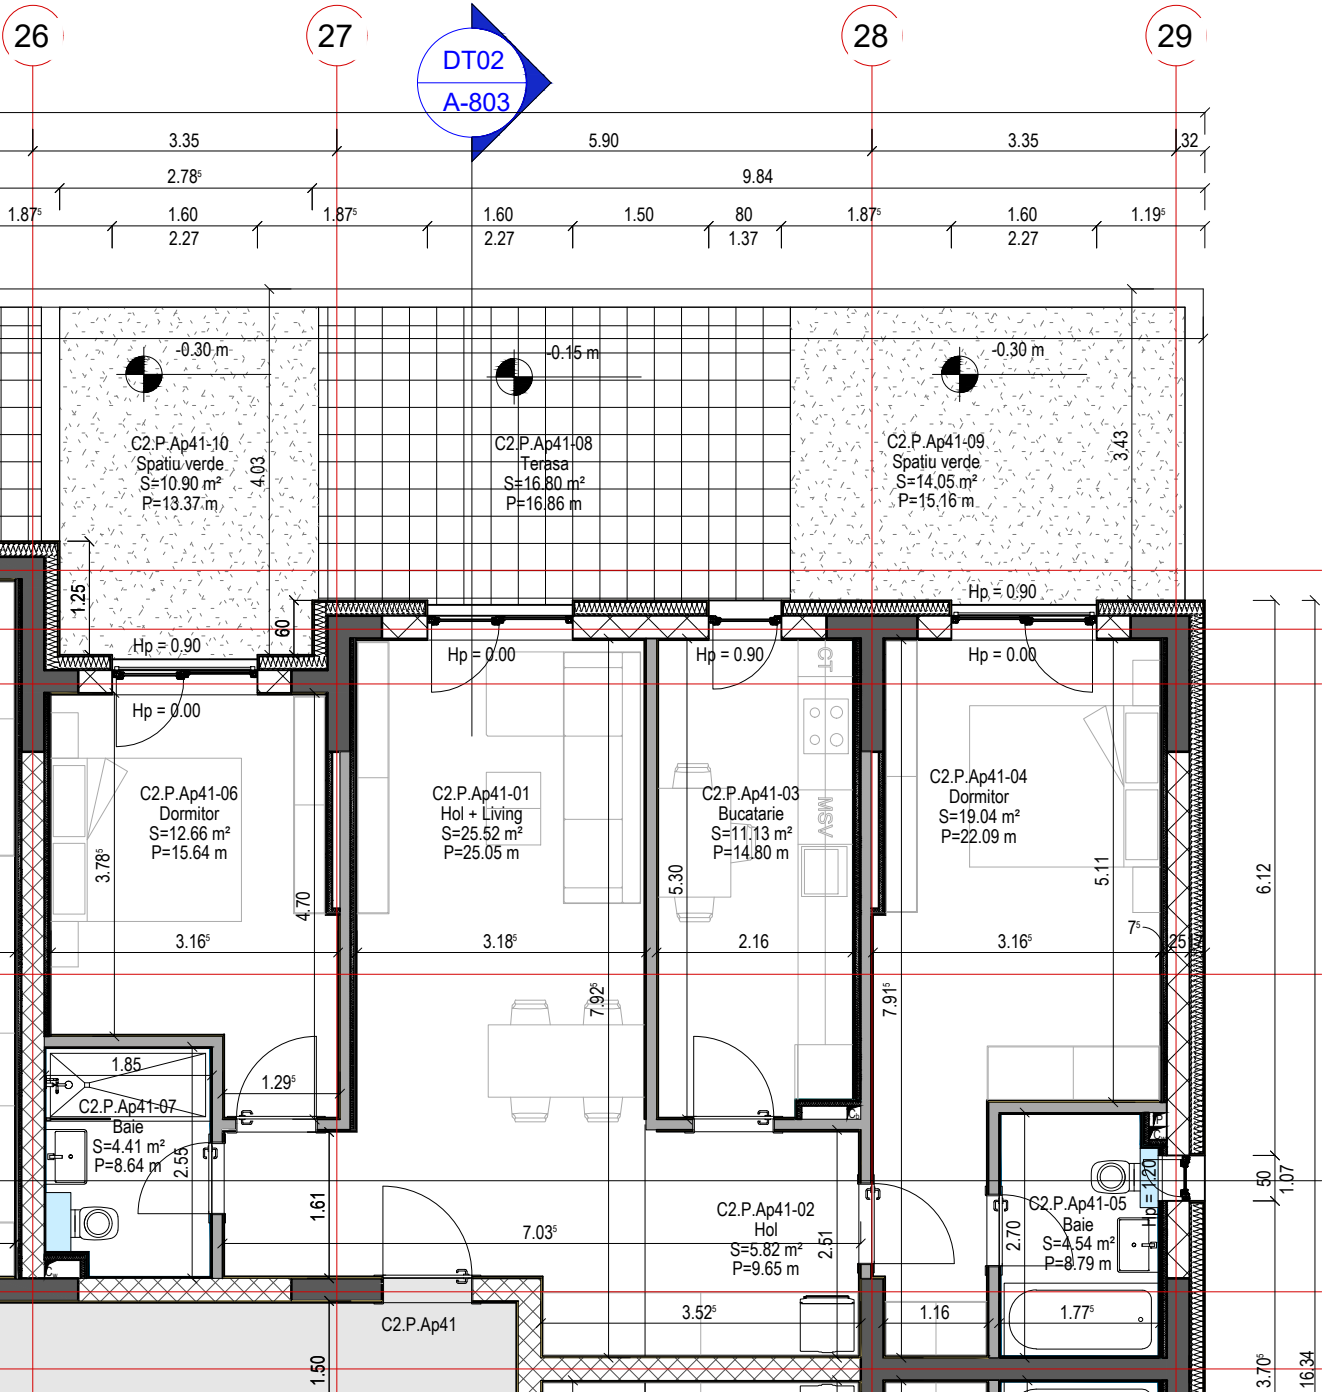 26 27 28 29
DT02
A-803
3.35 5.90 3.35 32
2.78⁵ 9.84
1.87⁵ 1.60 1.87⁵ 1.60 1.50 80 1.87⁵ 1.60 1.19⁵
2.27 2.27 1.37 2.27
-0.30 m -0.15 m -0.30 m
C2.P.Ap41-10
Spatiu verde
S=10.90 m²
P=13.37 m
4.03
C2.P.Ap41-08
Terasa
S=16.80 m²
P=16.86 m
C2.P.Ap41-09
Spatiu verde
S=14.05 m²
P=15.16 m
3.43
1.25
60
Hp = 0.90
Hp = 0.00
Hp = 0.00
Hp = 0.90
Hp = 0.90
Hp = 0.00
CT
MSV
C2.P.Ap41-06
Dormitor
S=12.66 m²
P=15.64 m
3.78⁵
4.70
3.16⁵
C2.P.Ap41-01
Hol + Living
S=25.52 m²
P=25.05 m
3.18⁵
7.92⁵
C2.P.Ap41-03
Bucatarie
S=11.13 m²
P=14.80 m
5.30
2.16
C2.P.Ap41-04
Dormitor
S=19.04 m²
P=22.09 m
5.11
3.16⁵
7.91⁵
7⁵
25
6.12
1.85
1.29⁵
C2.P.Ap41-07
Baie
S=4.41 m²
P=8.64 m
2.55
1.61
7.03⁵
C2.P.Ap41-02
Hol
S=5.82 m²
P=9.65 m
2.51
C2.P.Ap41-05
Baie
S=4.54 m²
P=8.79 m
2.70
Hp = 1.20
50
1.07
3.52⁵
1.16
1.77⁵
C2.P.Ap41
1.50
3.70⁵
16.34